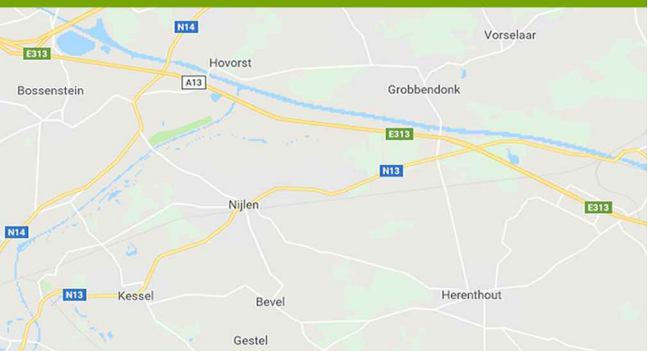 N14
Vorselaar
E313
Hovorst
A13
Bossenstein
Grobbendonk
E313
N13
Nijlen
E313
N14
N13
Kessel
Bevel
Herenthout
Gestel